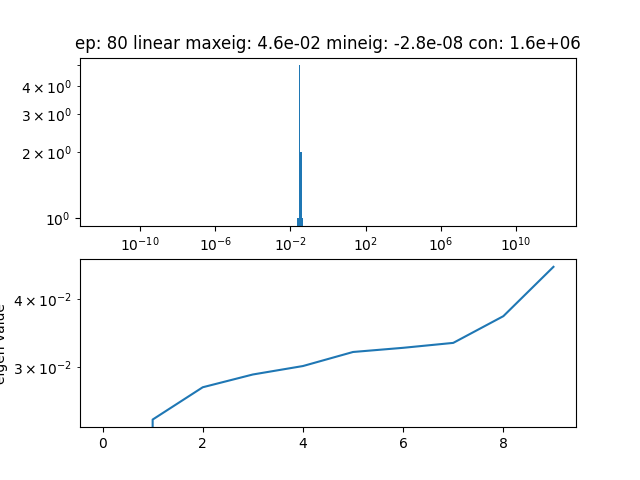 ep: 80 linear maxeig: 4.6e-02 mineig: -2.8e-08 con: 1.6e+06
4 × 10⁰
3 × 10⁰
2 × 10⁰
10⁰
10⁻¹⁰
10⁻⁶
10⁻²
10²
10⁶
10¹⁰
eigen value
4 × 10⁻²
3 × 10⁻²
0
2
4
6
8